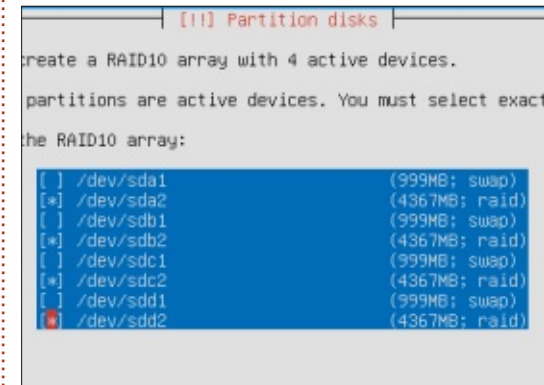 [!!] Partition disks
create a RAID10 array with 4 active devices.
partitions are active devices. You must select exact
the RAID10 array:
[ ] /dev/sda1 (999MB; swap)
[*] /dev/sda2 (4367MB; raid)
[ ] /dev/sdb1 (999MB; swap)
[*] /dev/sdb2 (4367MB; raid)
[ ] /dev/sdc1 (999MB; swap)
[*] /dev/sdc2 (4367MB; raid)
[ ] /dev/sdd1 (999MB; swap)
[*] /dev/sdd2 (4367MB; raid)